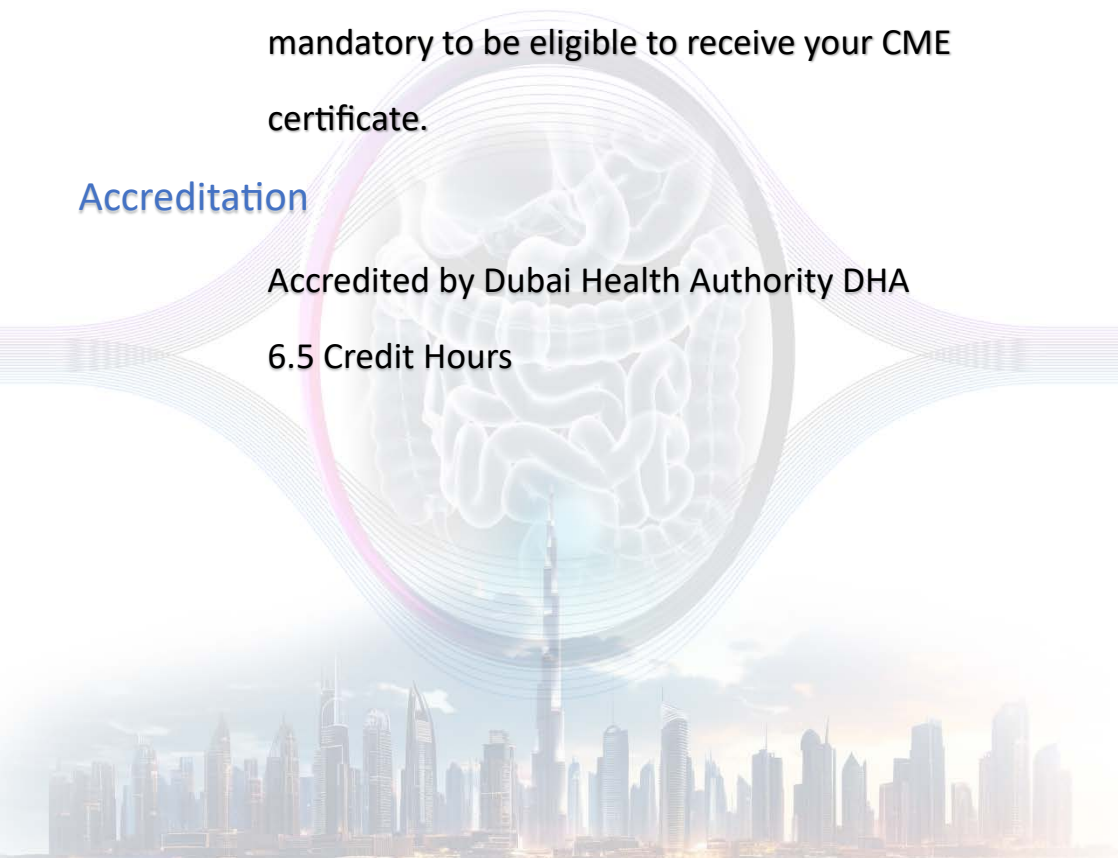 mandatory to be eligible to receive your CME
certificate.
Accreditation
Accredited by Dubai Health Authority DHA
6.5 Credit Hours